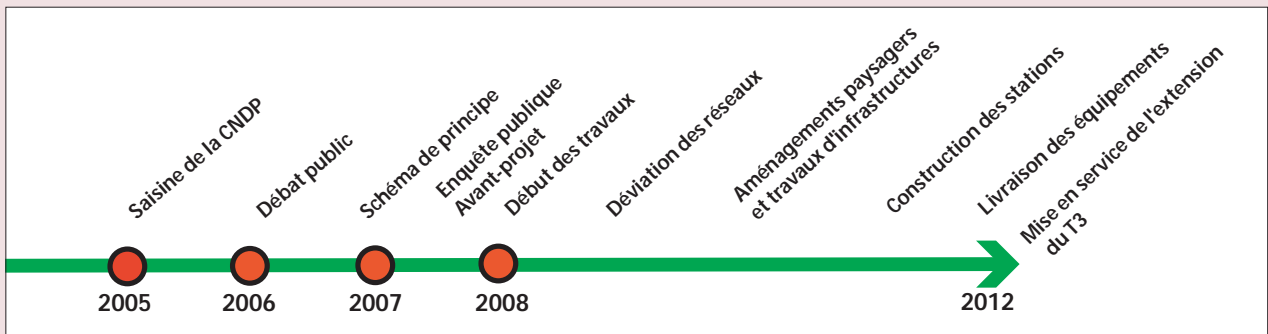 Saisine de la CNDP
Débat public
Schéma de principe
Enquête publique
Avant-projet
Début des travaux
Déviation des réseaux
Aménagements paysagers
et travaux d'infrastructures
Construction des stations
Livraison des équipements
Mise en service de l'extension
du T3
2005
2006
2007
2008
2012